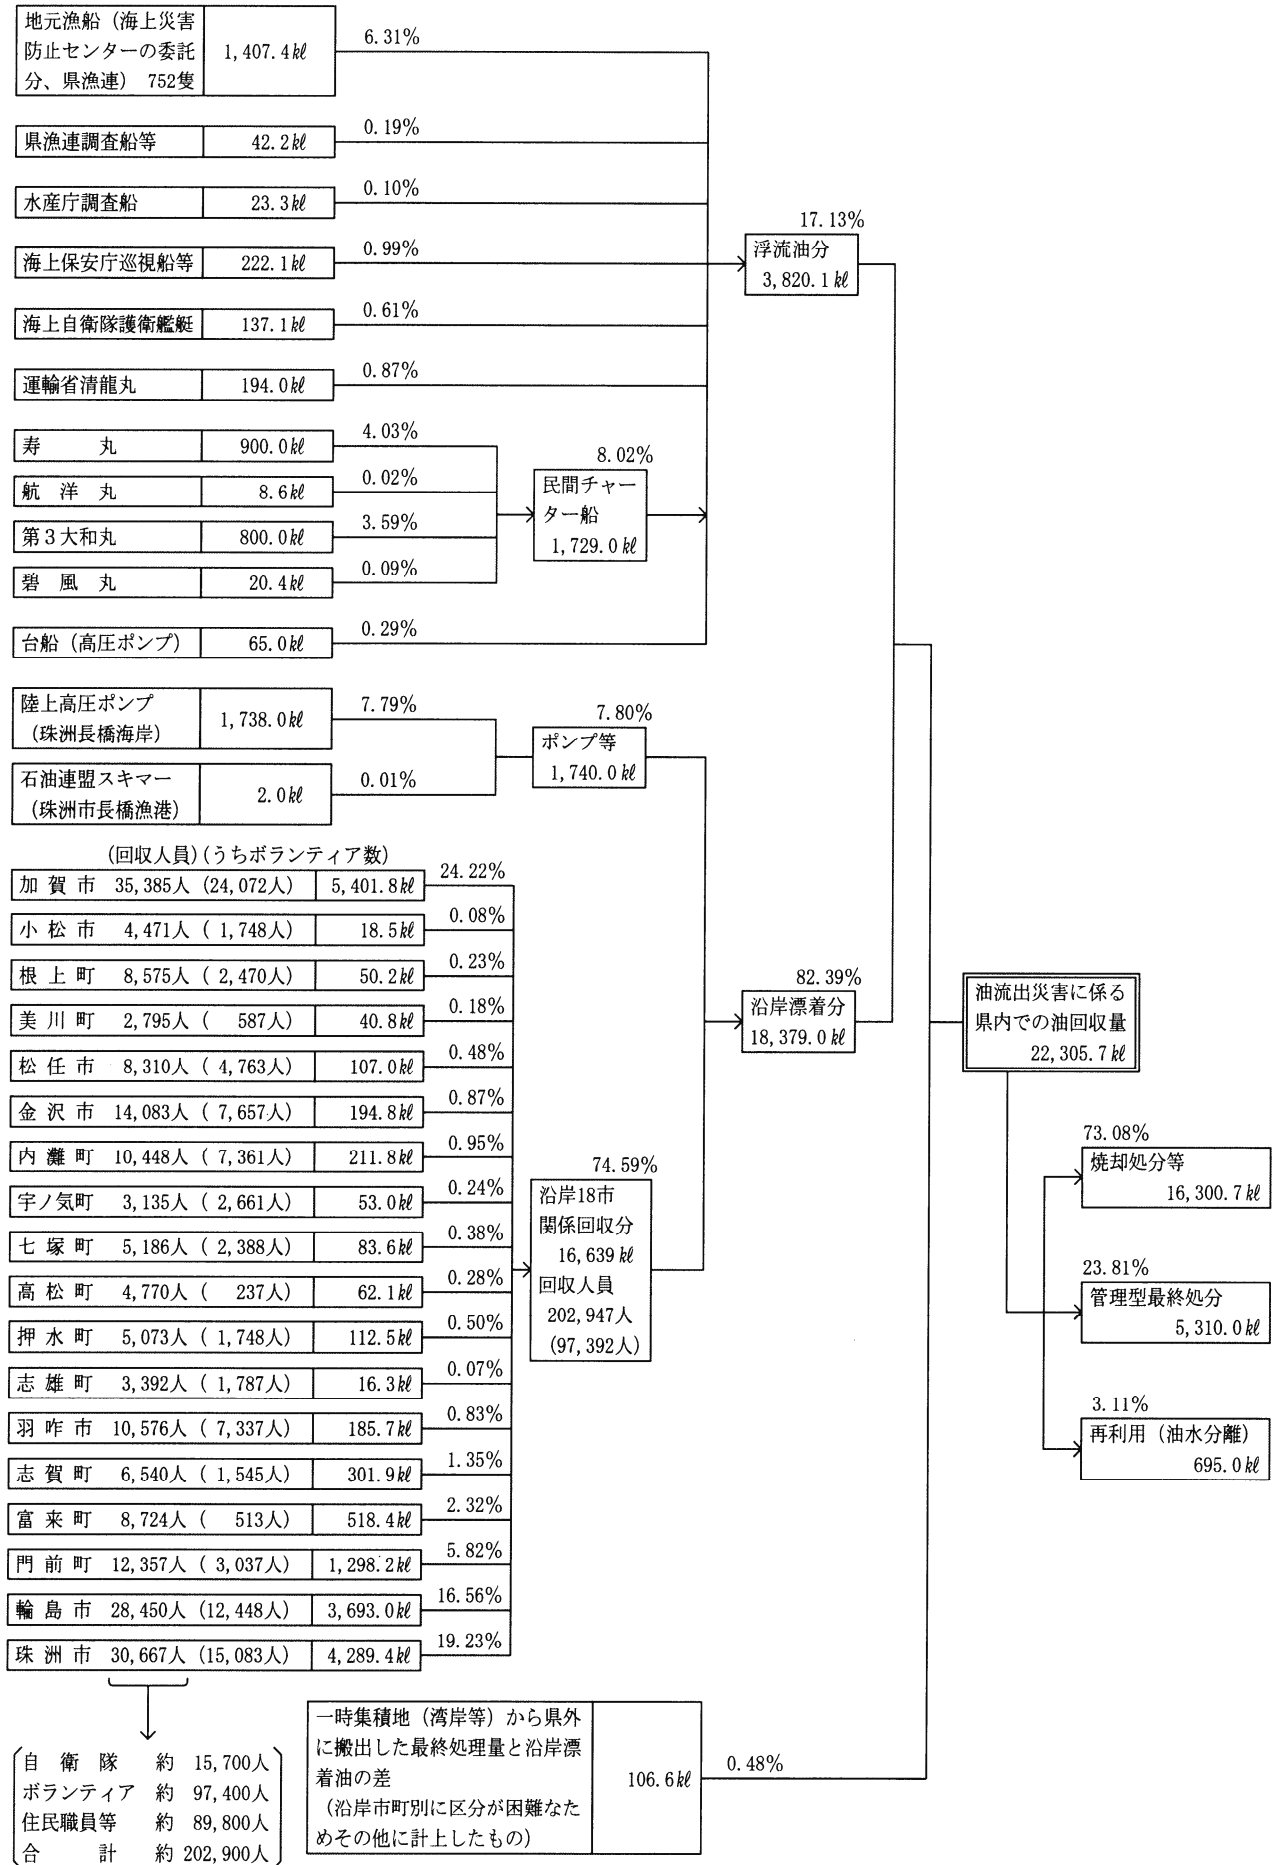 地元漁船（海上災害
防止センターの委託
分、県漁連） 752隻
1,407.4㎘
6.31%
県漁連調査船等 42.2㎘ 0.19%
水産庁調査船 23.3㎘ 0.10%
海上保安庁巡視船等 222.1㎘ 0.99%
海上自衛隊護衛艦艇 137.1㎘ 0.61%
運輸省清龍丸 194.0㎘ 0.87%
寿丸 900.0㎘ 4.03%
航洋丸 8.6㎘ 0.02%
第３大和丸 800.0㎘ 3.59%
碧風丸 20.4㎘ 0.09%
8.02%
民間チャー
ター船
1,729.0㎘
台船（高圧ポンプ） 65.0㎘ 0.29%
17.13%
浮流油分
3,820.1㎘
陸上高圧ポンプ
（珠洲長橋海岸）
1,738.0㎘
7.79%
石油連盟スキマー
（珠洲市長橋漁港）
2.0㎘
0.01%
7.80%
ポンプ等
1,740.0㎘
(回収人員)(うちボランティア数)
加賀市 35,385人 (24,072人) 5,401.8㎘ 24.22%
小松市 4,471人 ( 1,748人) 18.5㎘ 0.08%
根上町 8,575人 ( 2,470人) 50.2㎘ 0.23%
美川町 2,795人 ( 587人) 40.8㎘ 0.18%
松任市 8,310人 ( 4,763人) 107.0㎘ 0.48%
金沢市 14,083人 ( 7,657人) 194.8㎘ 0.87%
内灘町 10,448人 ( 7,361人) 211.8㎘ 0.95%
宇ノ気町 3,135人 ( 2,661人) 53.0㎘ 0.24%
七塚町 5,186人 ( 2,388人) 83.6㎘ 0.38%
高松町 4,770人 ( 237人) 62.1㎘ 0.28%
押水町 5,073人 ( 1,748人) 112.5㎘ 0.50%
志雄町 3,392人 ( 1,787人) 16.3㎘ 0.07%
羽咋市 10,576人 ( 7,337人) 185.7㎘ 0.83%
志賀町 6,540人 ( 1,545人) 301.9㎘ 1.35%
富来町 8,724人 ( 513人) 518.4㎘ 2.32%
門前町 12,357人 ( 3,037人) 1,298.2㎘ 5.82%
輪島市 28,450人 (12,448人) 3,693.0㎘ 16.56%
珠洲市 30,667人 (15,083人) 4,289.4㎘ 19.23%
74.59%
沿岸18市
関係回収分
16,639㎘
回収人員
202,947人
(97,392人)
82.39%
沿岸漂着分
18,379.0㎘
油流出災害に係る
県内での油回収量
22,305.7㎘
73.08%
焼却処分等
16,300.7㎘
23.81%
管理型最終処分
5,310.0㎘
3.11%
再利用（油水分離）
695.0㎘
自衛隊 約 15,700人
ボランティア 約 97,400人
住民職員等 約 89,800人
合計 約 202,900人
一時集積地（湾岸等）から県外
に搬出した最終処理量と沿岸漂
着油の差
（沿岸市町別に区分が困難なた
めその他に計上したもの）
106.6㎘
0.48%